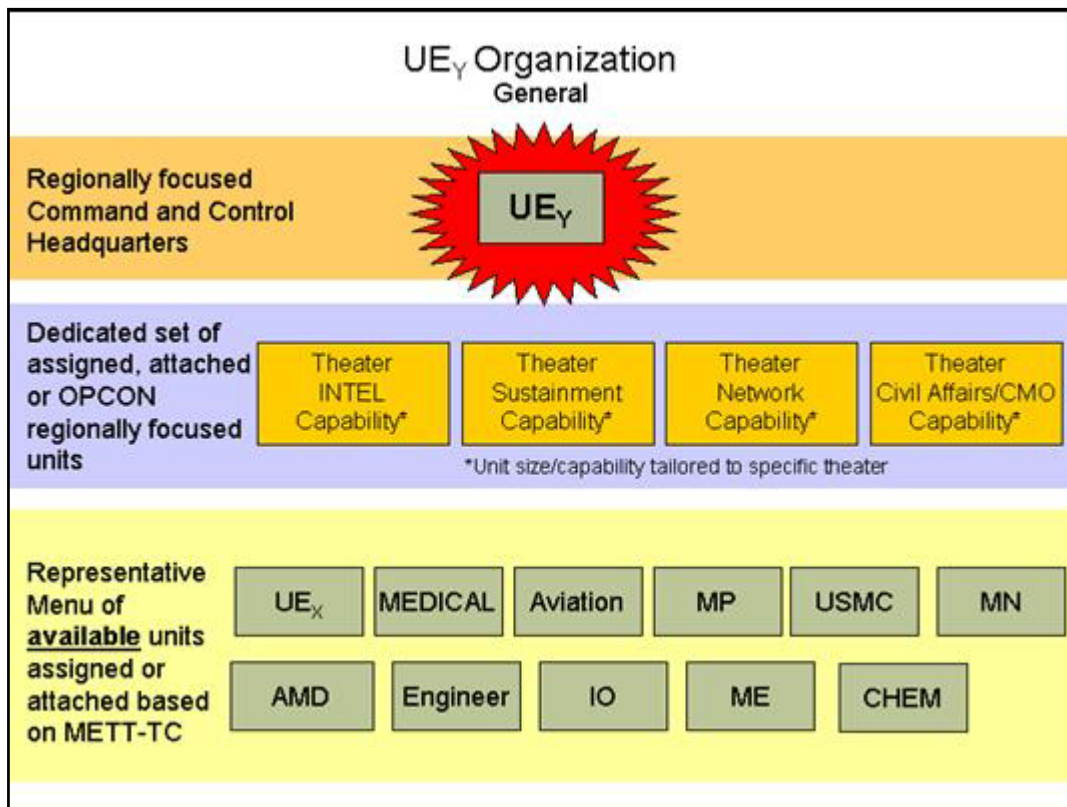 UEY Organization
General
Regionally focused
Command and Control
Headquarters
UEY
Dedicated set of
assigned, attached
or OPCON
regionally focused
units
Theater
INTEL
Capability*
Theater
Sustainment
Capability*
Theater
Network
Capability*
Theater
Civil Affairs/CMO
Capability*
*Unit size/capability tailored to specific theater
Representative
Menu of
available units
assigned or
attached based
on METT-TC
UEX
MEDICAL
Aviation
MP
USMC
MN
AMD
Engineer
IO
ME
CHEM